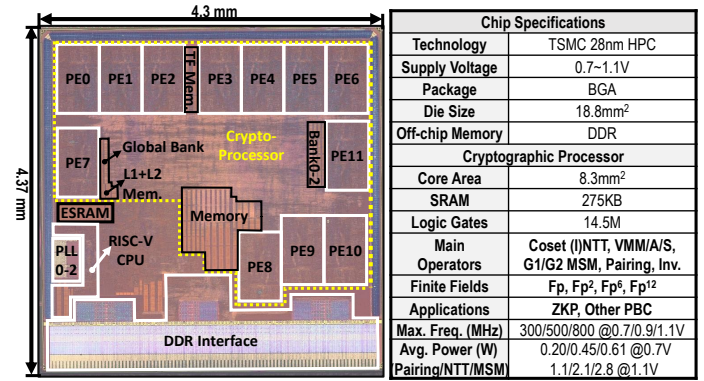 4.3 mm
4.37 mm
PE0 PE1 PE2 TF Mem. PE3 PE4 PE5 PE6
Crypto-
Processor
PE7
Global Bank
L1+L2
Mem.
Bank0-2
PE11
ESRAM
Memory
PLL
0-2
RISC-V
CPU
PE8
PE9
PE10
DDR Interface
Chip Specifications
Technology TSMC 28nm HPC
Supply Voltage 0.7~1.1V
Package BGA
Die Size 18.8mm²
Off-chip Memory DDR
Cryptographic Processor
Core Area 8.3mm²
SRAM 275KB
Logic Gates 14.5M
Main
Operators
Coset (I)NTT, VMM/A/S,
G1/G2 MSM, Pairing, Inv.
Finite Fields Fp, Fp², Fp⁶, Fp¹²
Applications ZKP, Other PBC
Max. Freq. (MHz) 300/500/800 @0.7/0.9/1.1V
Avg. Power (W)
(Pairing/NTT/MSM)
0.20/0.45/0.61 @0.7V
1.1/2.1/2.8 @1.1V